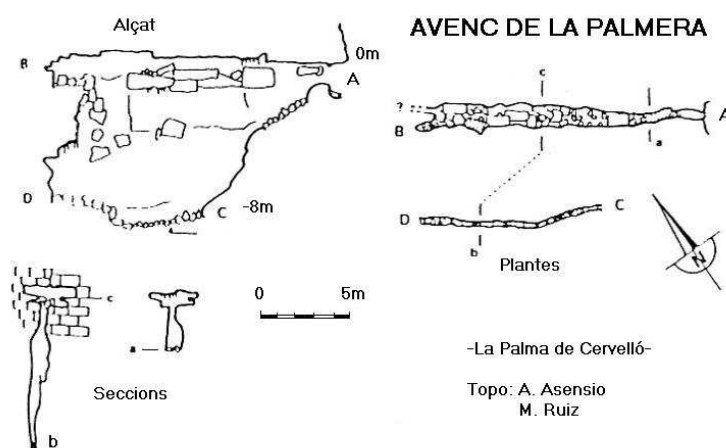 Alçat
AVENC DE LA PALMERA
0m
B
A
c
?
B
A
a
D
-8m
C
D
C
b
Plantes
N
c
0 5m
a
-La Palma de Cervelló-
Seccions
Topo: A. Asensio
M. Ruiz
b